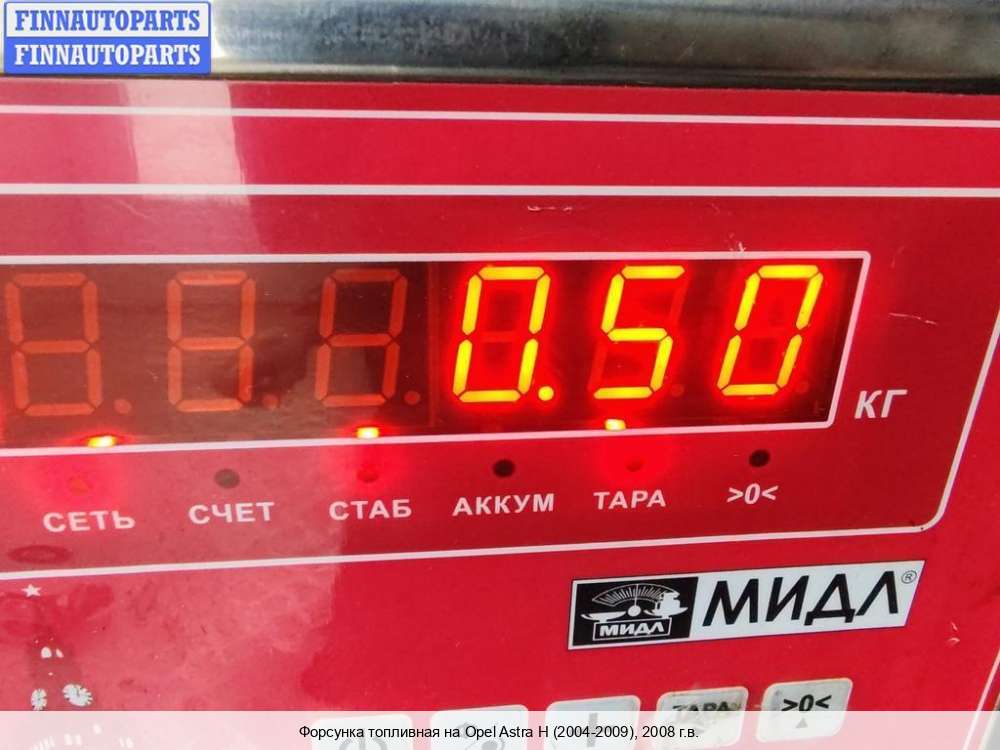 FINNAUTOPARTS
FINNAUTOPARTS
0.50
КГ
СЕТЬ СЧЕТ СТАБ АККУМ ТАРА >0<
МИДЛ МИДЛ®
ТАРА >0<
Форсунка топливная на Opel Astra H (2004-2009), 2008 г.в.